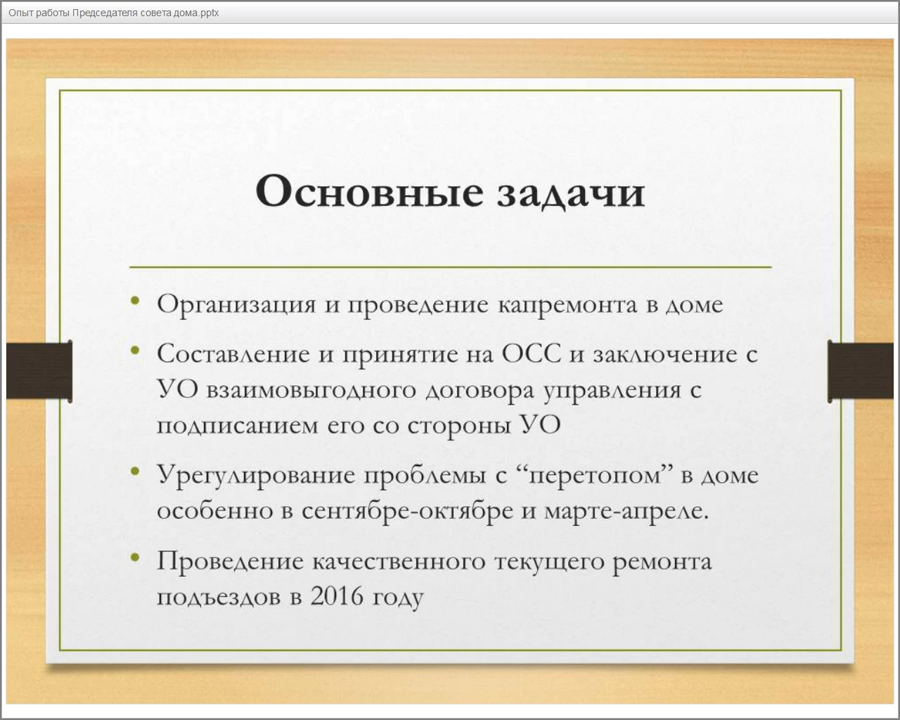 Опыт работы Председателя совета дома.pptx
Основные задачи
• Организация и проведение капремонта в доме
• Составление и принятие на ОСС и заключение с
УО взаимовыгодного договора управления с
подписанием его со стороны УО
• Урегулирование проблемы с “перетопом” в доме
особенно в сентябре-октябре и марте-апреле.
• Проведение качественного текущего ремонта
подъездов в 2016 году